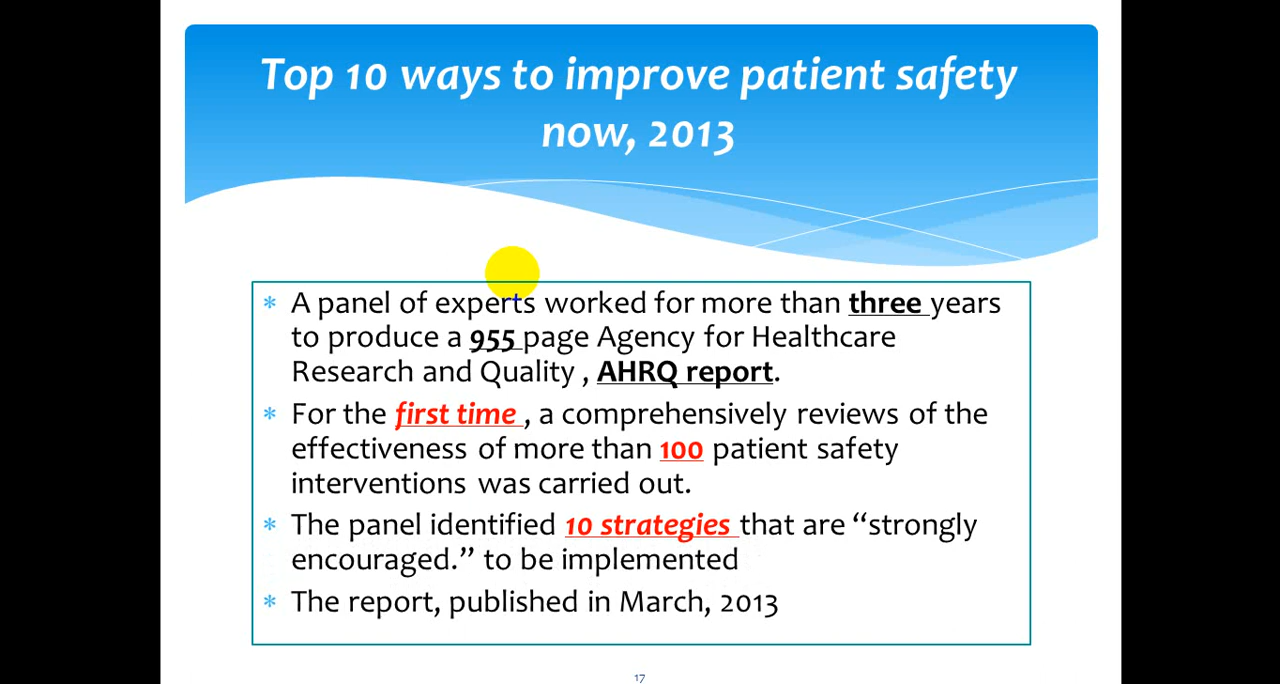 Top 10 ways to improve patient safety
now, 2013
* A panel of experts worked for more than three years
to produce a 955 page Agency for Healthcare
Research and Quality , AHRQ report.
* For the first time , a comprehensively reviews of the
effectiveness of more than 100 patient safety
interventions was carried out.
* The panel identified 10 strategies that are “strongly
encouraged.” to be implemented
* The report, published in March, 2013
17